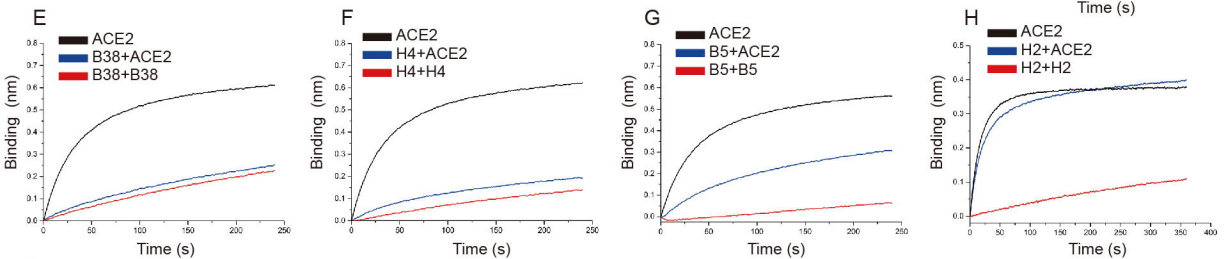 Time (s)
E
ACE2
B38+ACE2
B38+B38
Binding (nm)
0.8
0.7
0.6
0.5
0.4
0.3
0.2
0.1
0.0
0 50 100 150 200 250
Time (s)
F
ACE2
H4+ACE2
H4+H4
Binding (nm)
0.8
0.7
0.6
0.5
0.4
0.3
0.2
0.1
0.0
0 50 100 150 200 250
Time (s)
G
ACE2
B5+ACE2
B5+B5
Binding (nm)
0.8
0.7
0.6
0.5
0.4
0.3
0.2
0.1
0.0
0 50 100 150 200 250
Time (s)
H
ACE2
H2+ACE2
H2+H2
Binding (nm)
0.5
0.4
0.3
0.2
0.1
0.0
0 50 100 150 200 250 300 350 400
Time (s)